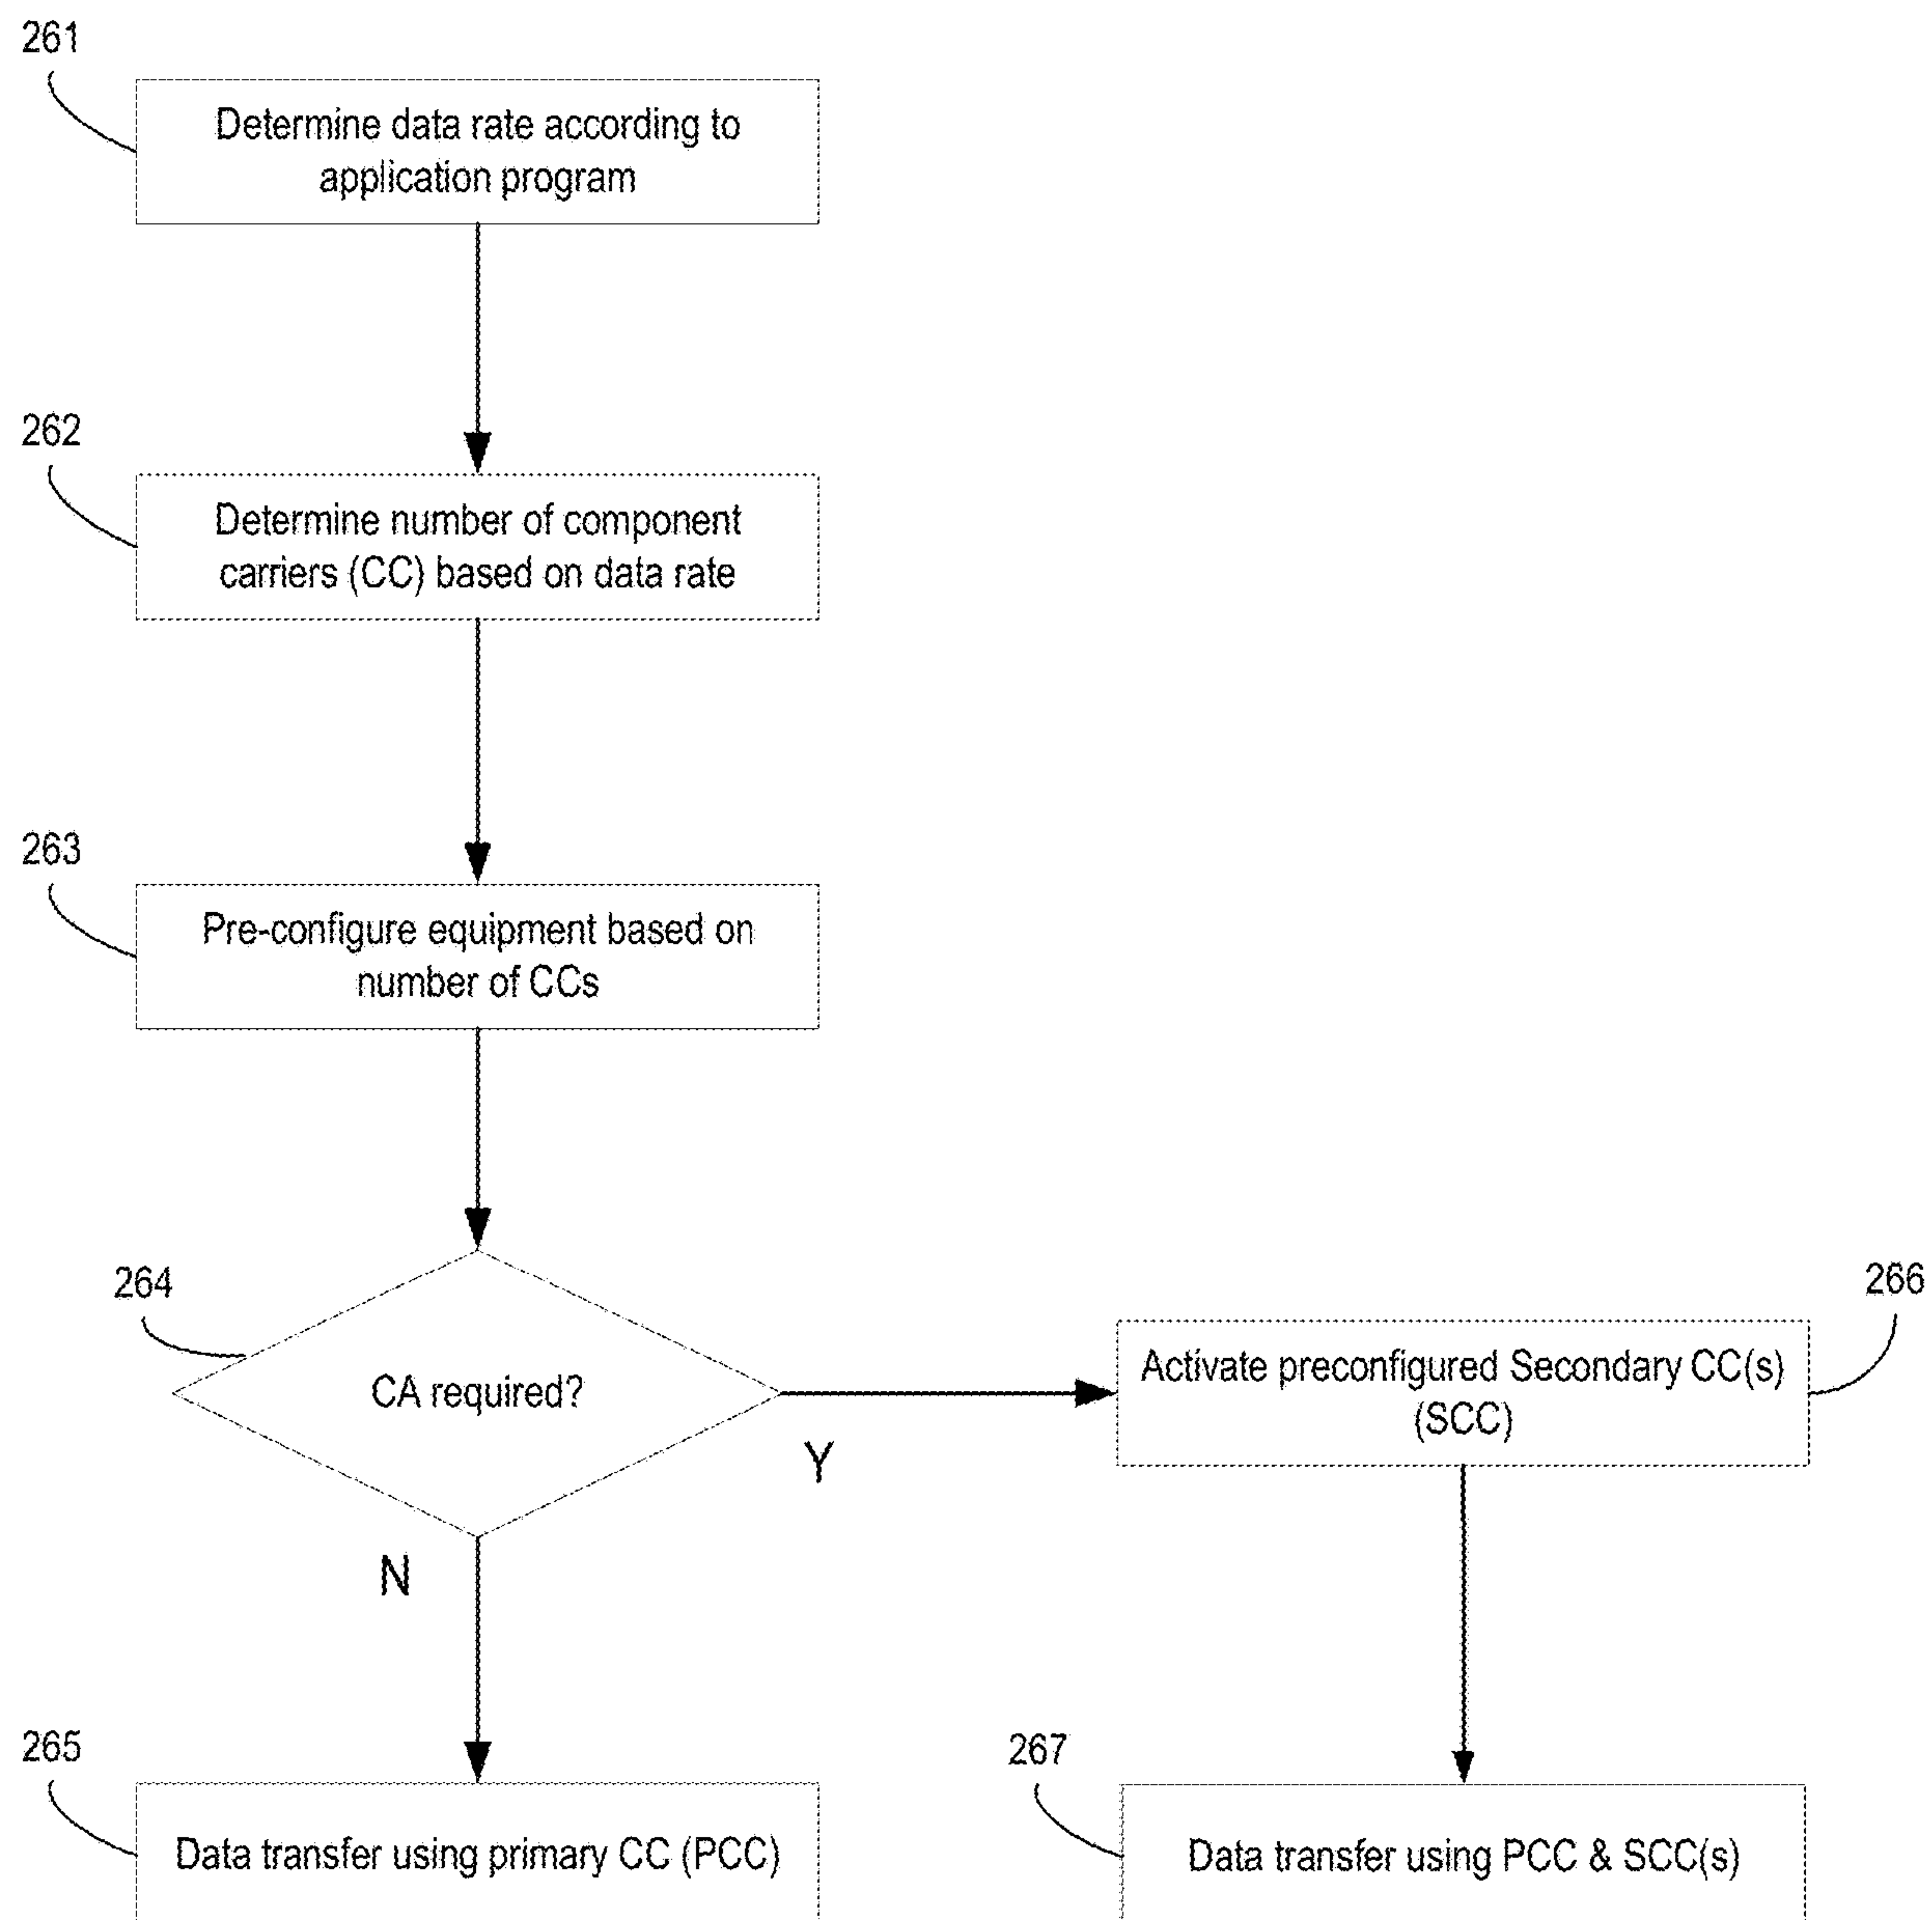 261
Determine data rate according to
application program
262
Determine number of component
carriers (CC) based on data rate
263
Pre-configure equipment based on
number of CCs
264
CA required?
Y
N
266
Activate preconfigured Secondary CC(s)
(SCC)
265
Data transfer using primary CC (PCC)
267
Data transfer using PCC & SCC(s)